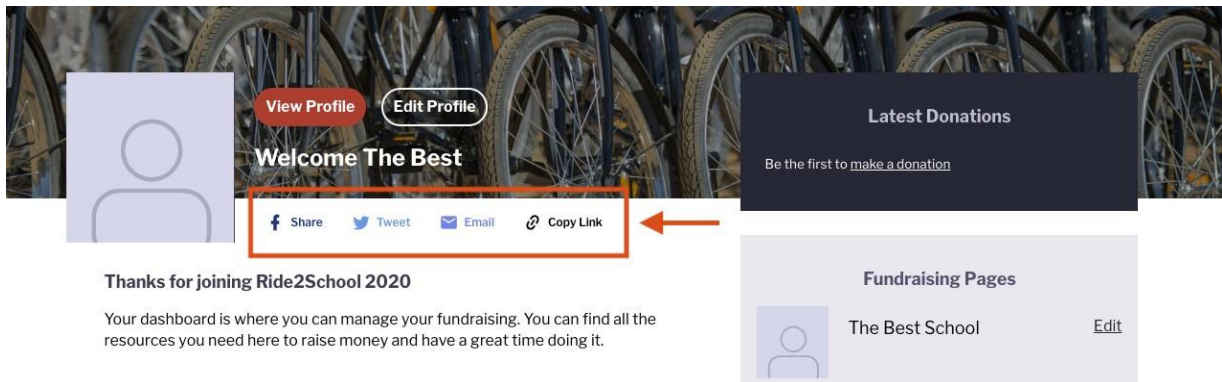 View Profile
Edit Profile
Welcome The Best
Share
Tweet
Email
Copy Link
Thanks for joining Ride2School 2020
Your dashboard is where you can manage your fundraising. You can find all the
resources you need here to raise money and have a great time doing it.
Latest Donations
Be the first to make a donation
Fundraising Pages
The Best School
Edit